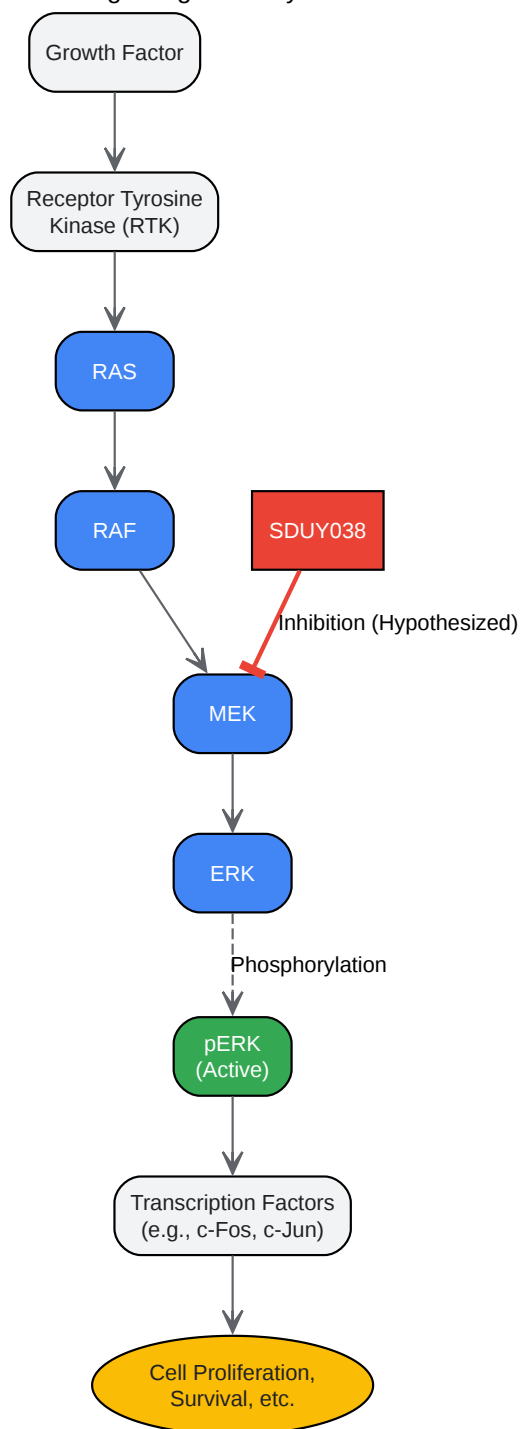 Growth Factor
Receptor Tyrosine
Kinase (RTK)
RAS
RAF
SDUY038
Inhibition (Hypothesized)
MEK
ERK
Phosphorylation
pERK
(Active)
Transcription Factors
(e.g., c-Fos, c-Jun)
Cell Proliferation,
Survival, etc.